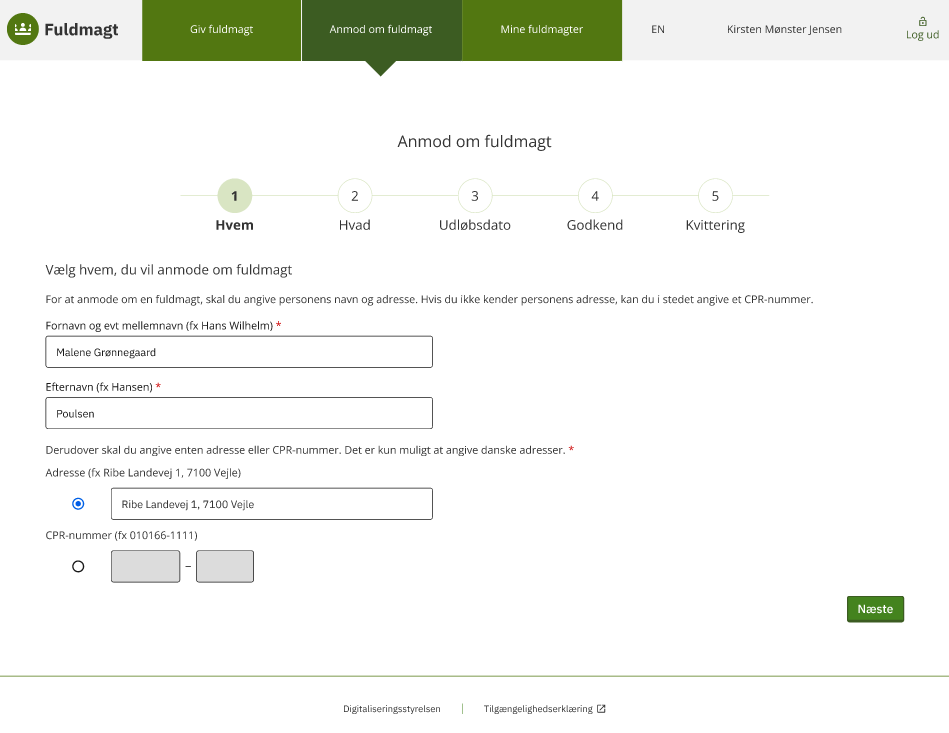 Fuldmagt
Giv fuldmagt
Anmod om fuldmagt
Mine fuldmagter
EN
Kirsten Mønster Jensen
Log ud
Anmod om fuldmagt
1 2 3 4 5
Hvem Hvad Udløbsdato Godkend Kvittering
Vælg hvem, du vil anmode om fuldmagt
For at anmode om en fuldmagt, skal du angive personens navn og adresse. Hvis du ikke kender personens adresse, kan du i stedet angive et CPR-nummer.
Fornavn og evt mellemnavn (fx Hans Wilhelm) *
Malene Grønnegaard
Efternavn (fx Hansen) *
Poulsen
Derudover skal du angive enten adresse eller CPR-nummer. Det er kun muligt at angive danske adresser. *
Adresse (fx Ribe Landevej 1, 7100 Vejle)
Ribe Landevej 1, 7100 Vejle
CPR-nummer (fx 010166-1111)
–
Næste
Digitaliseringsstyrelsen | Tilgængelighedserklæring